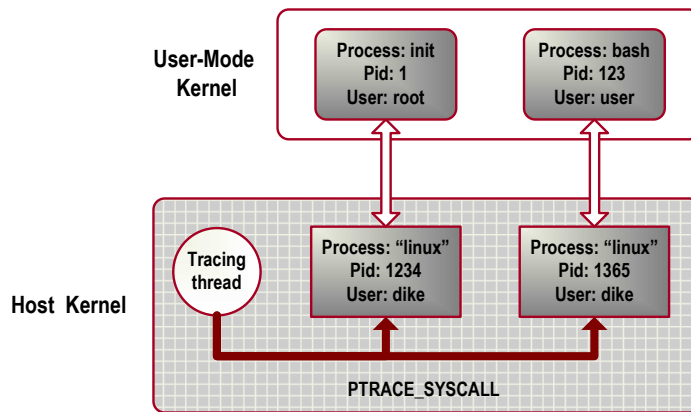 User-Mode
Kernel
Process: init
Pid: 1
User: root
Process: bash
Pid: 123
User: user
Host Kernel
Tracing
thread
Process: “linux”
Pid: 1234
User: dike
Process: “linux”
Pid: 1365
User: dike
PTRACE_SYSCALL